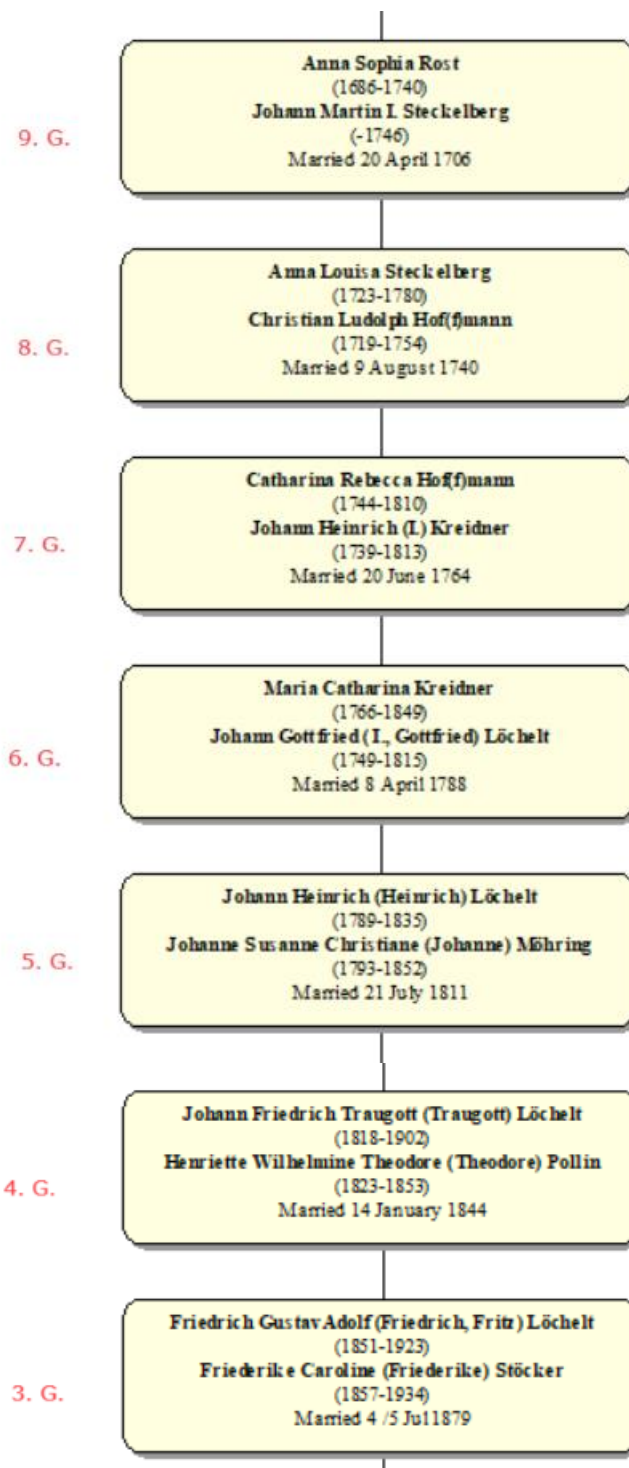 Anna Sophia Rost
(1686-1740)
Johann Martin I. Steckelberg
(-1746)
Married 20 April 1706
9. G.
Anna Louisa Steckelberg
(1723-1780)
Christian Ludolph Hof(f)mann
(1719-1754)
Married 9 August 1740
8. G.
Catharina Rebecca Hof(f)mann
(1744-1810)
Johann Heinrich (I.) Kreidner
(1739-1813)
Married 20 June 1764
7. G.
Maria Catharina Kreidner
(1766-1849)
Johann Gottfried ( I., Gottfried) Löchelt
(1749-1815)
Married 8 April 1788
6. G.
Johann Heinrich (Heinrich) Löchelt
(1789-1835)
Johanne Susanne Christiane (Johanne) Möhring
(1793-1852)
Married 21 July 1811
5. G.
Johann Friedrich Traugott (Traugott) Löchelt
(1818-1902)
Henriette Wilhelmine Theodore (Theodore) Pollin
(1823-1853)
Married 14 January 1844
4. G.
Friedrich Gustav Adolf (Friedrich, Fritz) Löchelt
(1851-1923)
Friederike Caroline (Friederike) Stöcker
(1857-1934)
Married 4 /5 Jul1879
3. G.